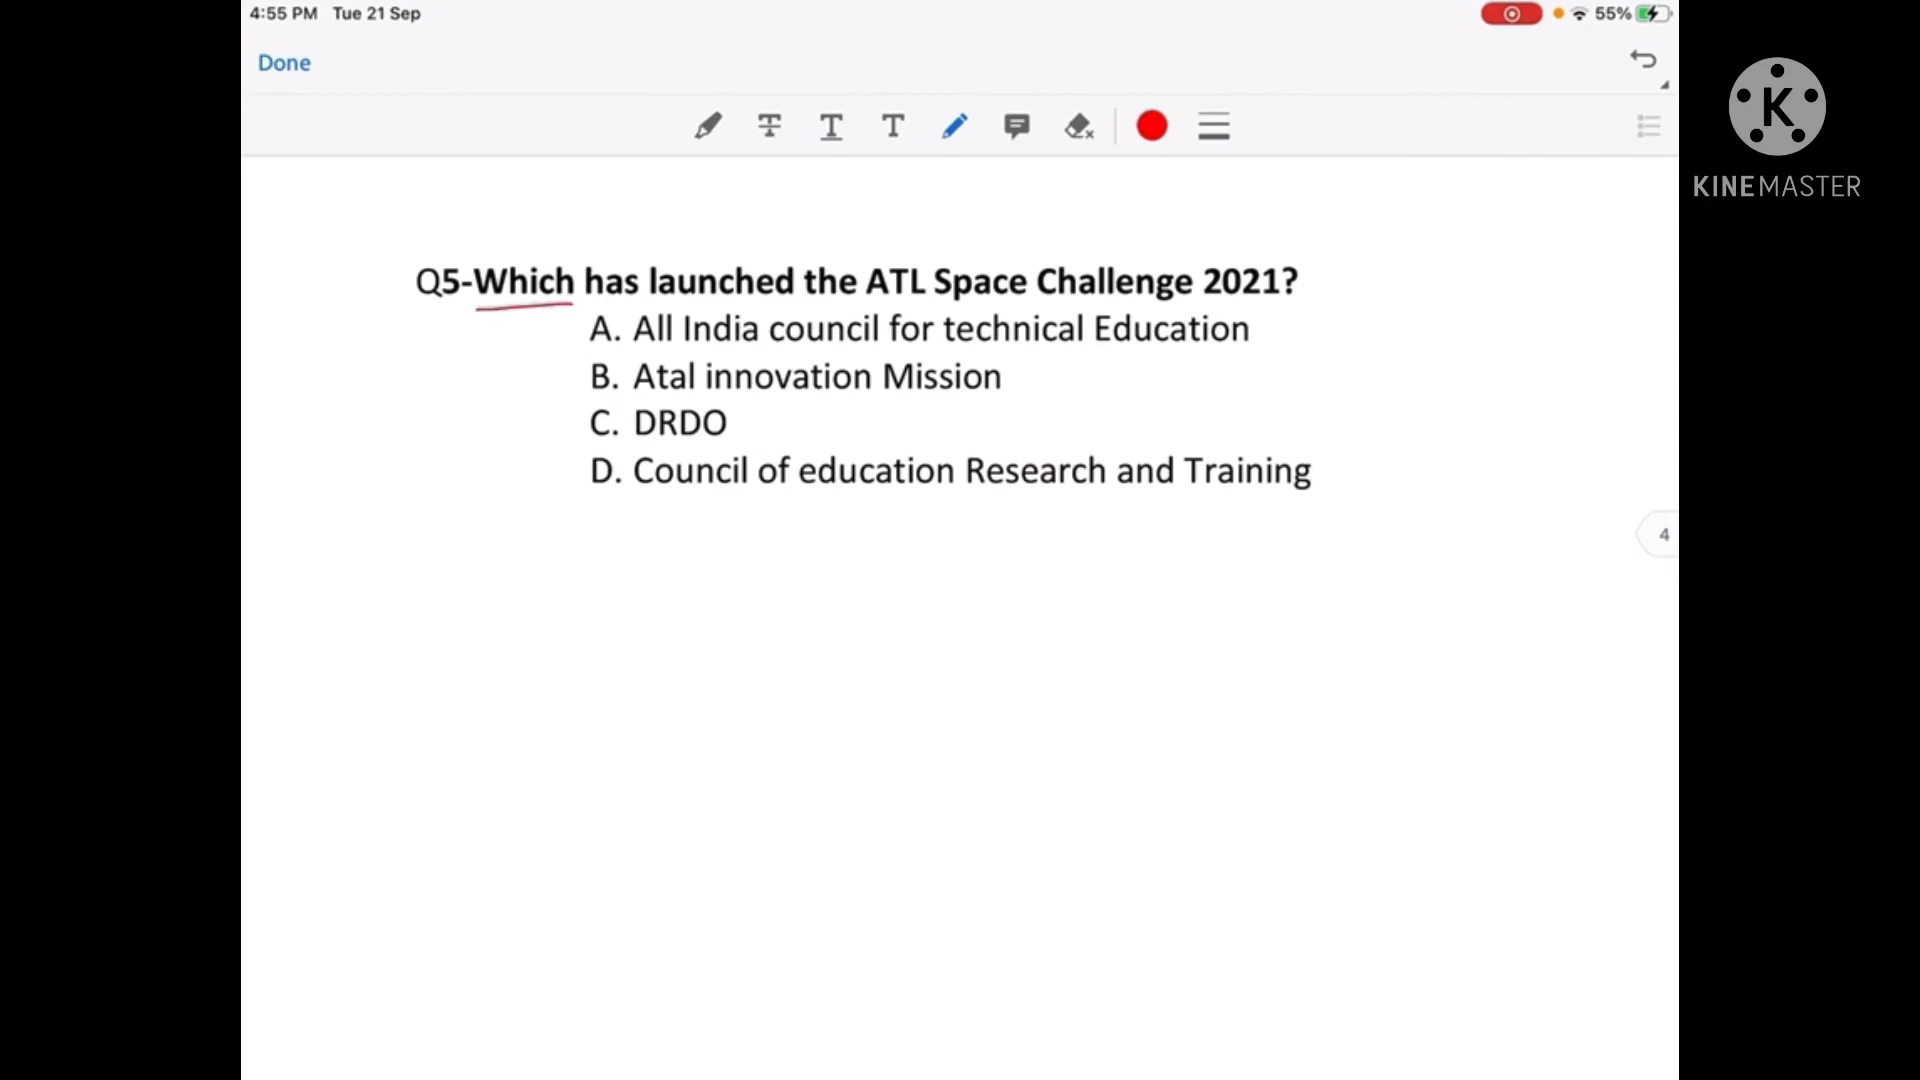 4:55 PM Tue 21 Sep
55%
Done
K
KINEMASTER
Q5-Which has launched the ATL Space Challenge 2021?
A. All India council for technical Education
B. Atal innovation Mission
C. DRDO
D. Council of education Research and Training
4